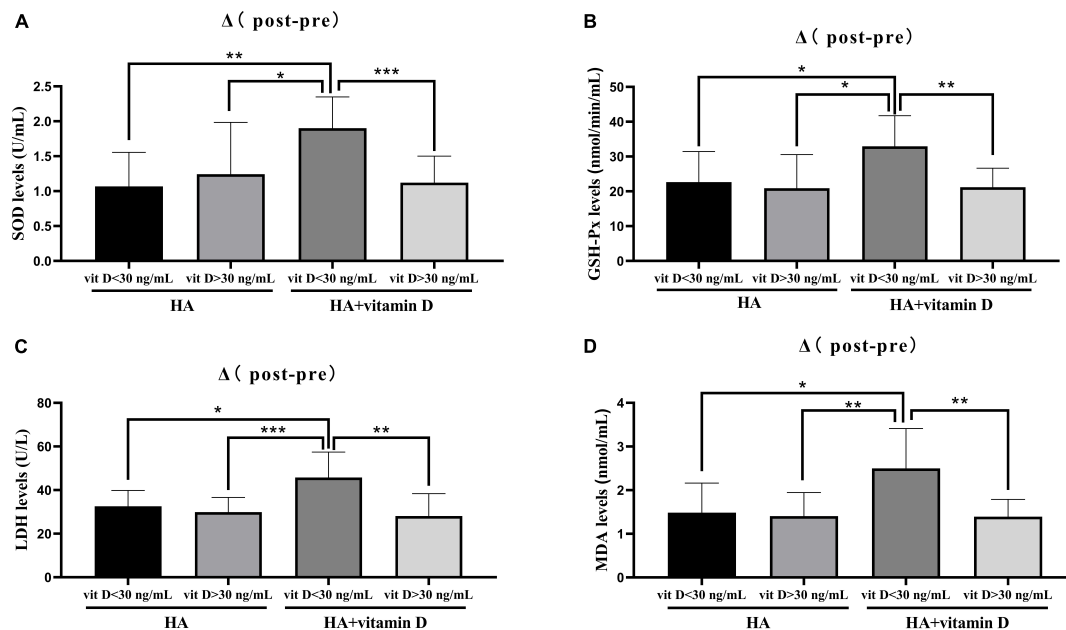 A
Δ( post-pre)
**
*
***
SOD levels (U/mL)
2.5
2.0
1.5
1.0
0.5
0.0
vit D<30 ng/mL vit D>30 ng/mL vit D<30 ng/mL vit D>30 ng/mL
HA HA+vitamin D
B
Δ( post-pre)
*
*
**
GSH-Px levels (nmol/min/mL)
50
40
30
20
10
0
vit D<30 ng/mL vit D>30 ng/mL vit D<30 ng/mL vit D>30 ng/mL
HA HA+vitamin D
C
Δ( post-pre)
*
***
**
LDH levels (U/L)
80
60
40
20
0
vit D<30 ng/mL vit D>30 ng/mL vit D<30 ng/mL vit D>30 ng/mL
HA HA+vitamin D
D
Δ( post-pre)
*
**
**
MDA levels (nmol/mL)
4
3
2
1
0
vit D<30 ng/mL vit D>30 ng/mL vit D<30 ng/mL vit D>30 ng/mL
HA HA+vitamin D